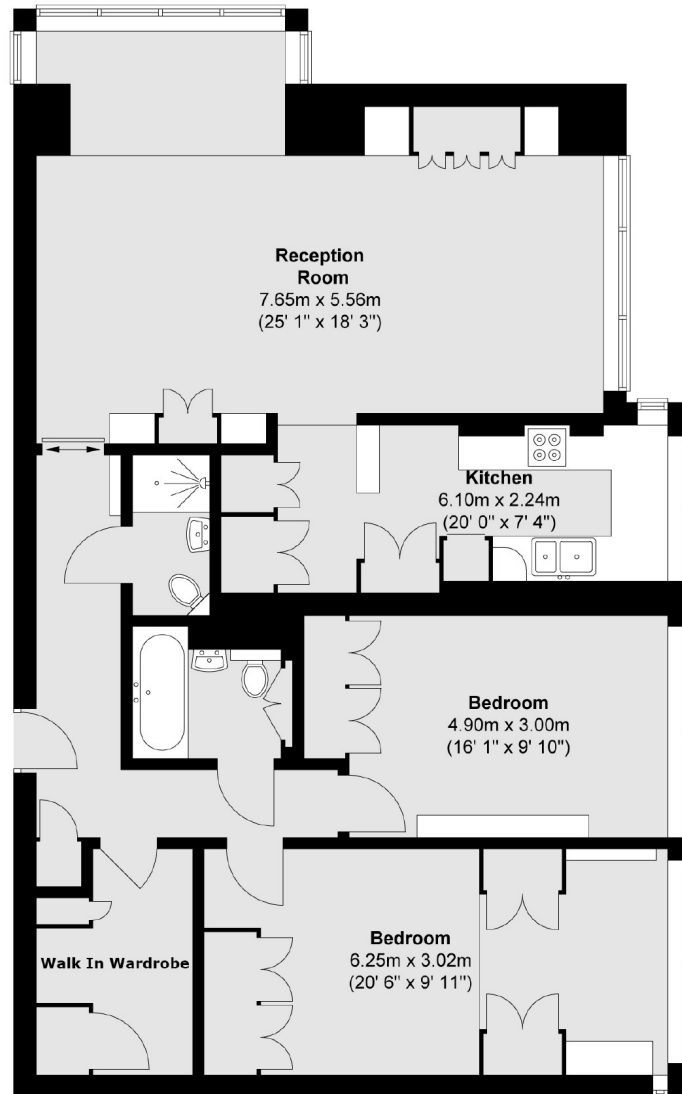 Reception
Room
7.65m x 5.56m
(25' 1" x 18' 3")
Kitchen
6.10m x 2.24m
(20' 0" x 7' 4")
Bedroom
4.90m x 3.00m
(16' 1" x 9' 10")
Walk In Wardrobe
Bedroom
6.25m x 3.02m
(20' 6" x 9' 11")